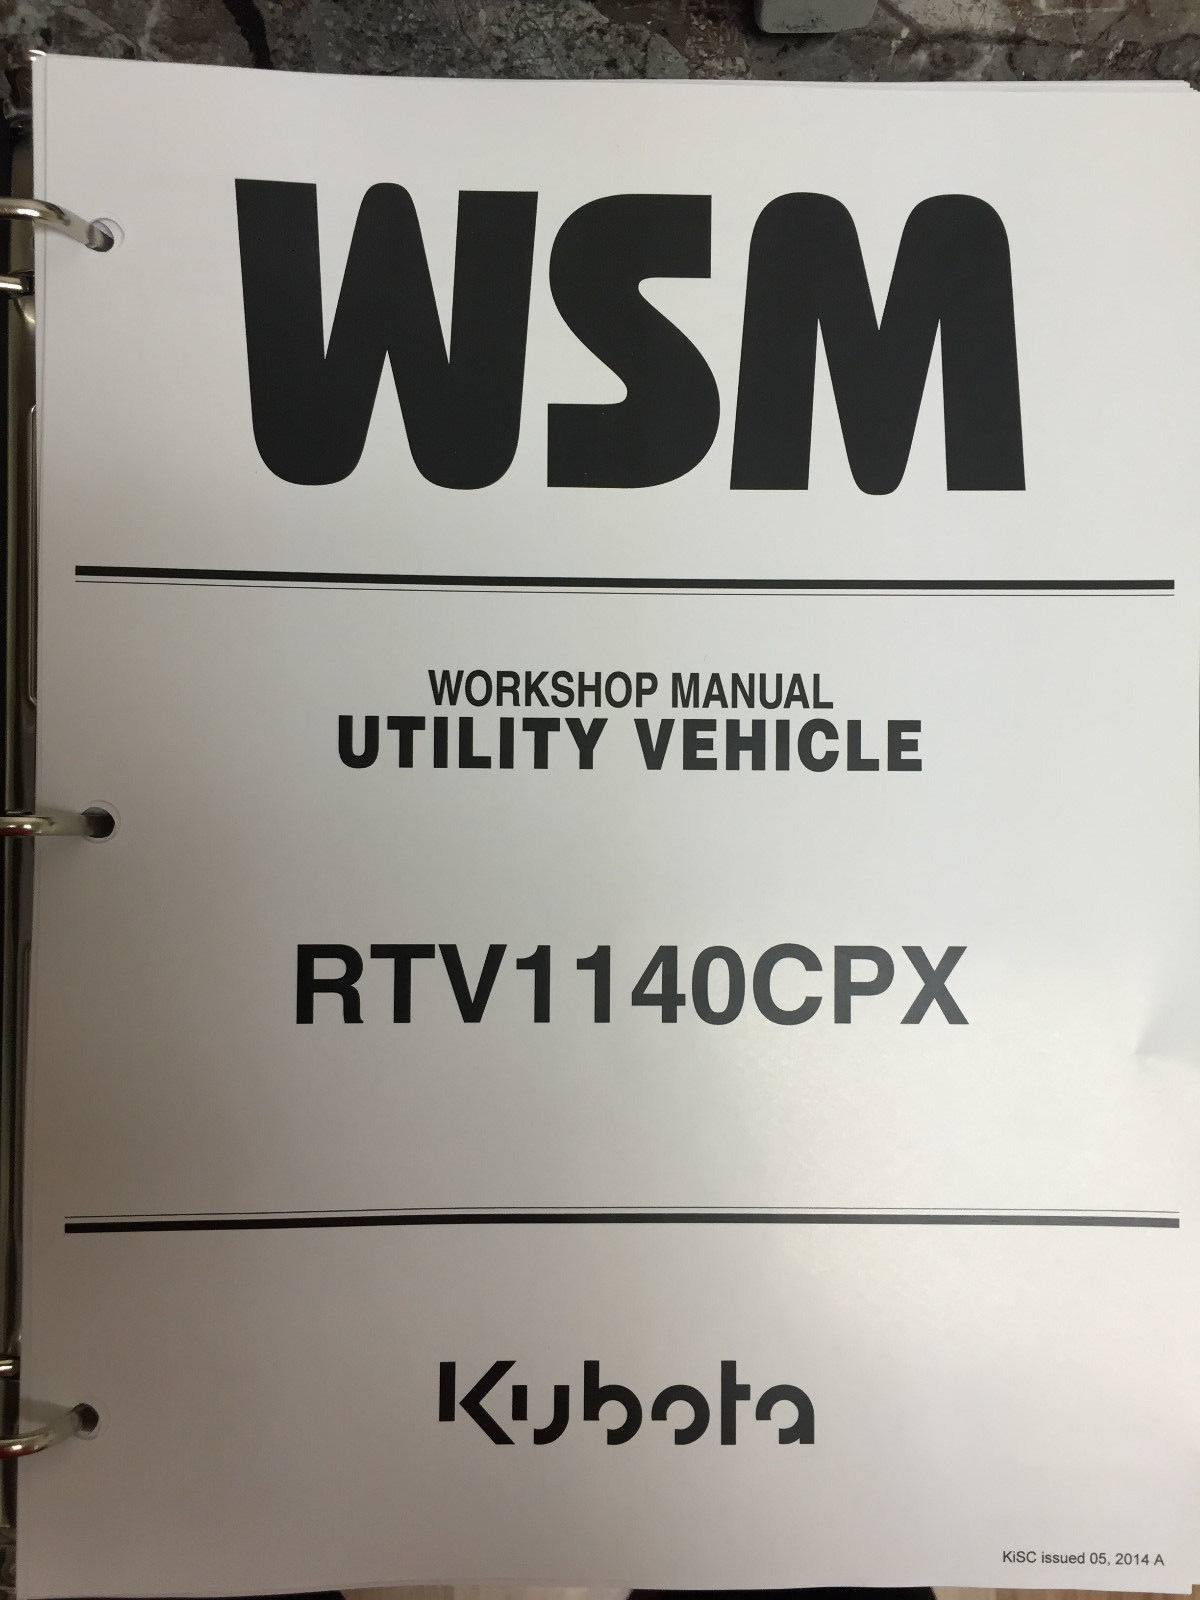 WSM
WORKSHOP MANUAL
UTILITY VEHICLE
RTV1140CPX
Kubota
KiSC issued 05, 2014 A